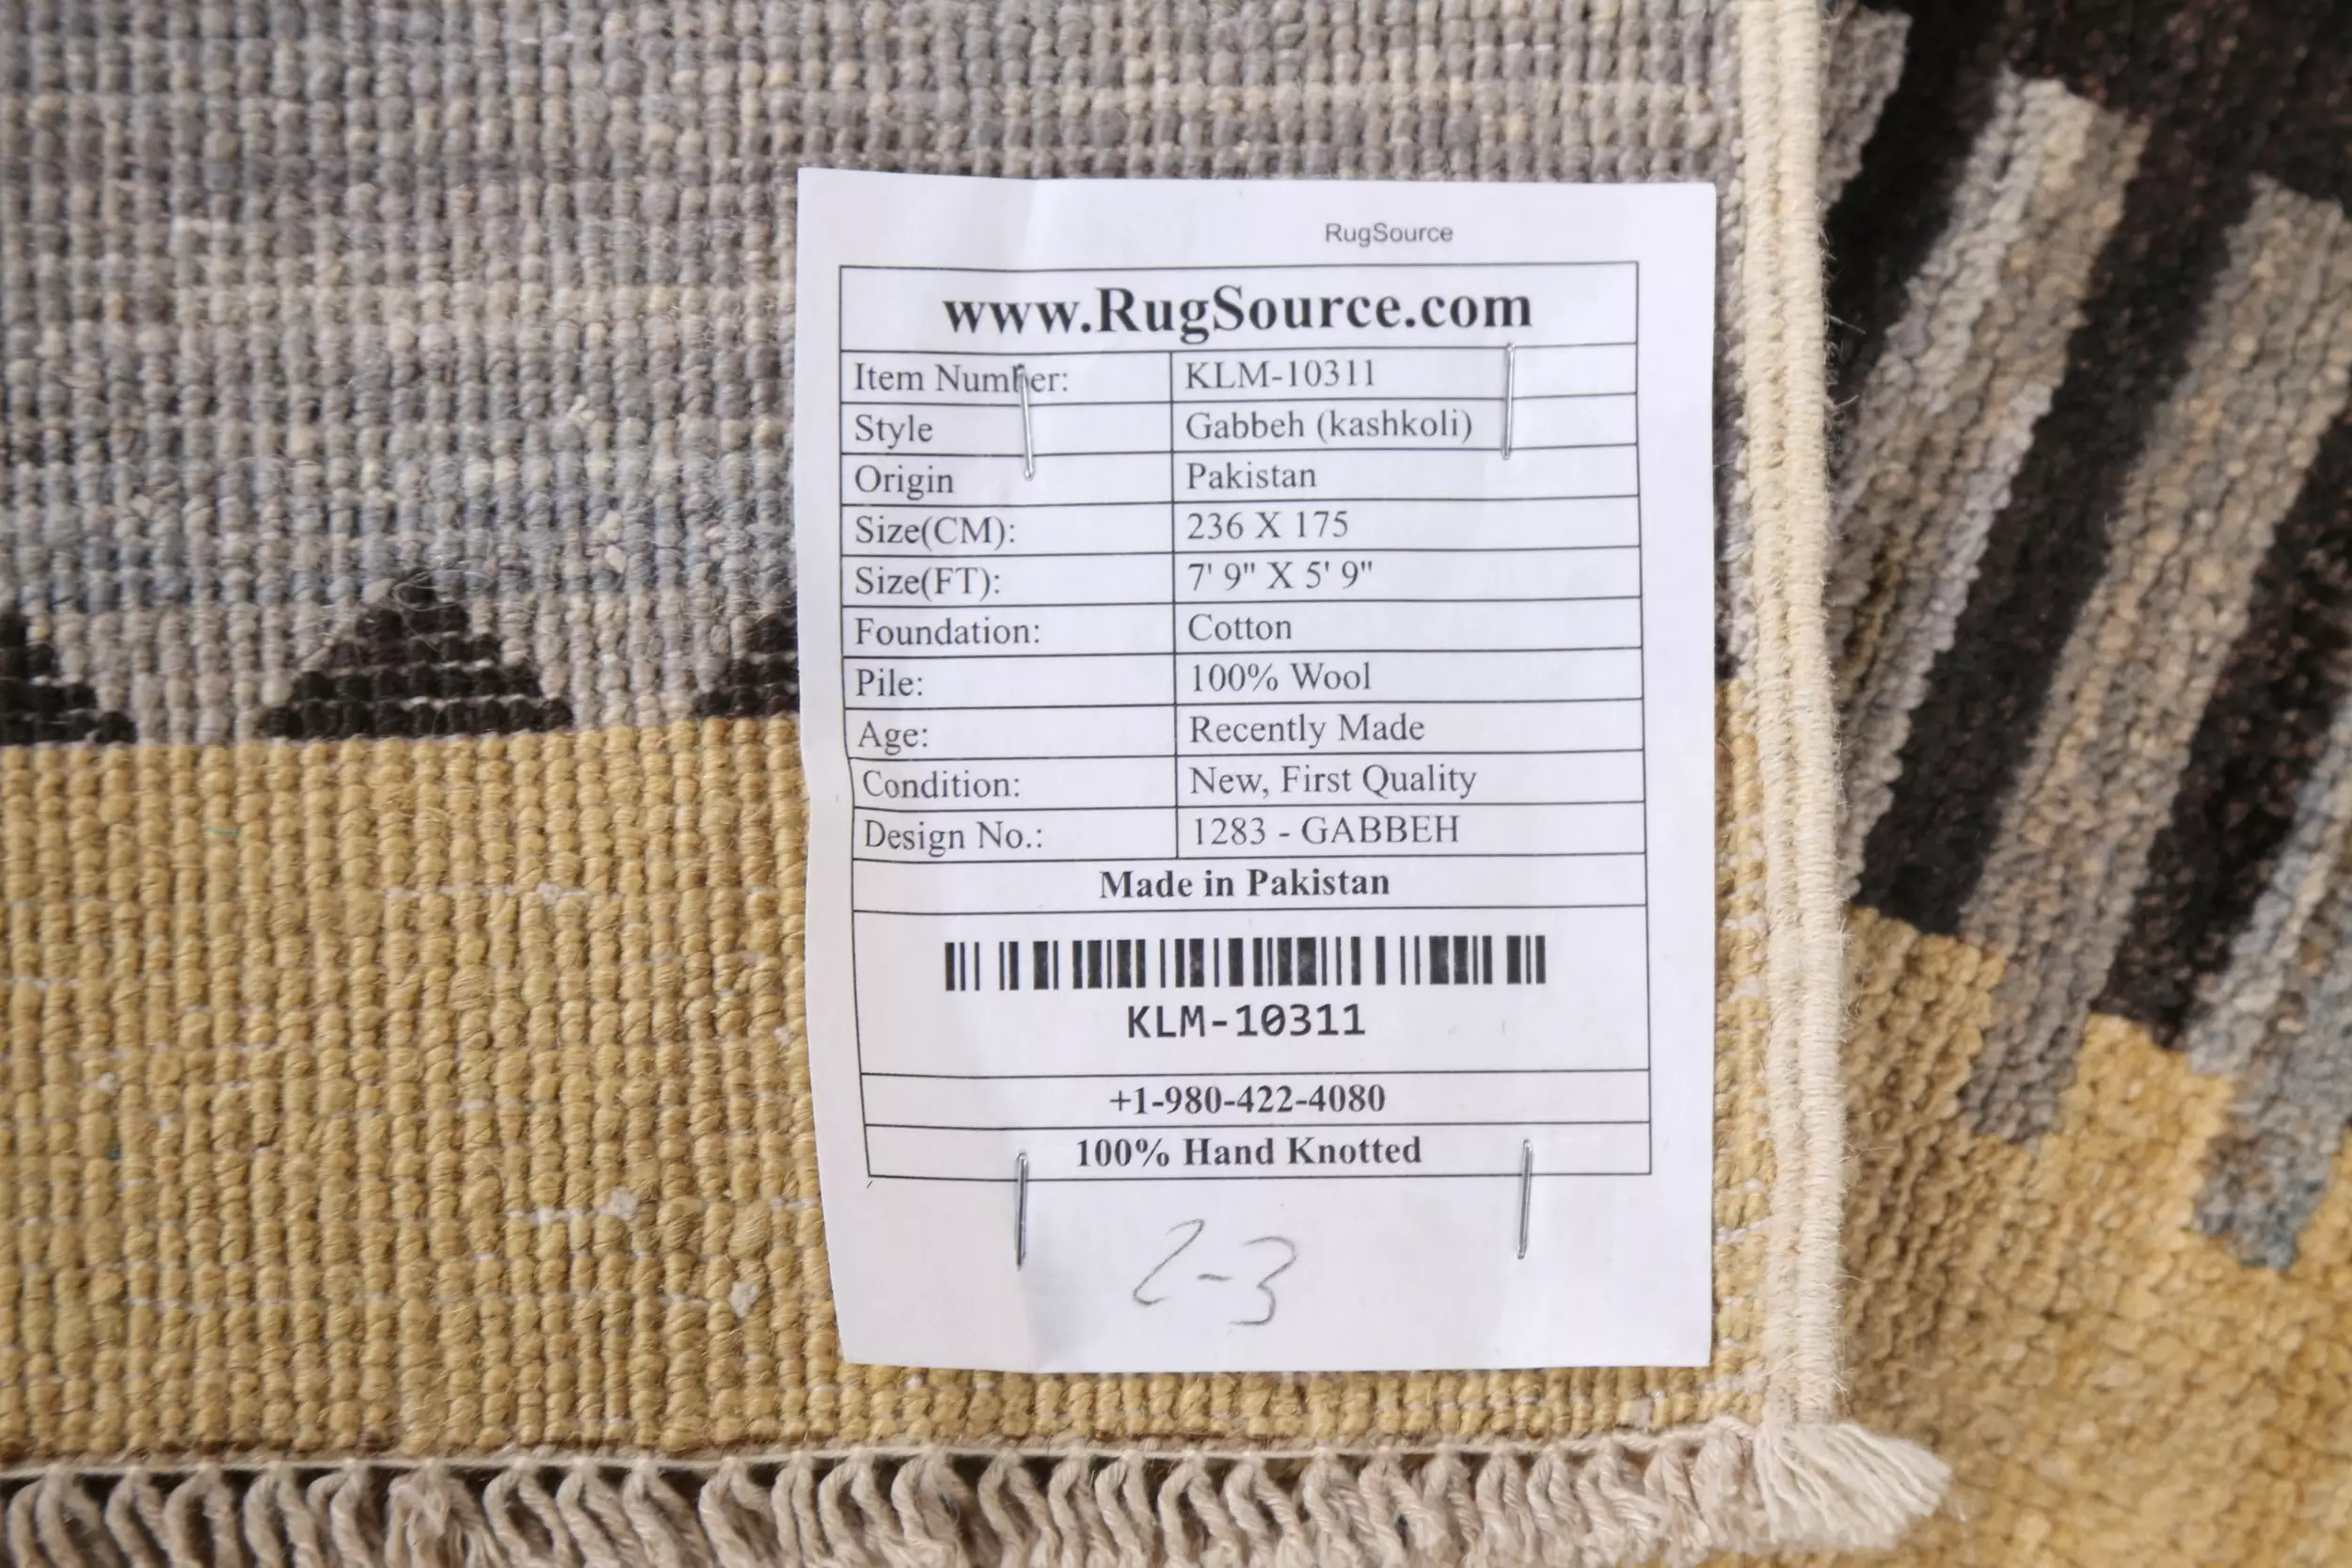 RugSource
www.RugSource.com
Item Number: KLM-10311
Style Gabbeh (kashkoli)
Origin Pakistan
Size(CM): 236 X 175
Size(FT): 7' 9" X 5' 9"
Foundation: Cotton
Pile: 100% Wool
Age: Recently Made
Condition: New, First Quality
Design No.: 1283 - GABBEH
Made in Pakistan
KLM-10311
+1-980-422-4080
100% Hand Knotted
2-3